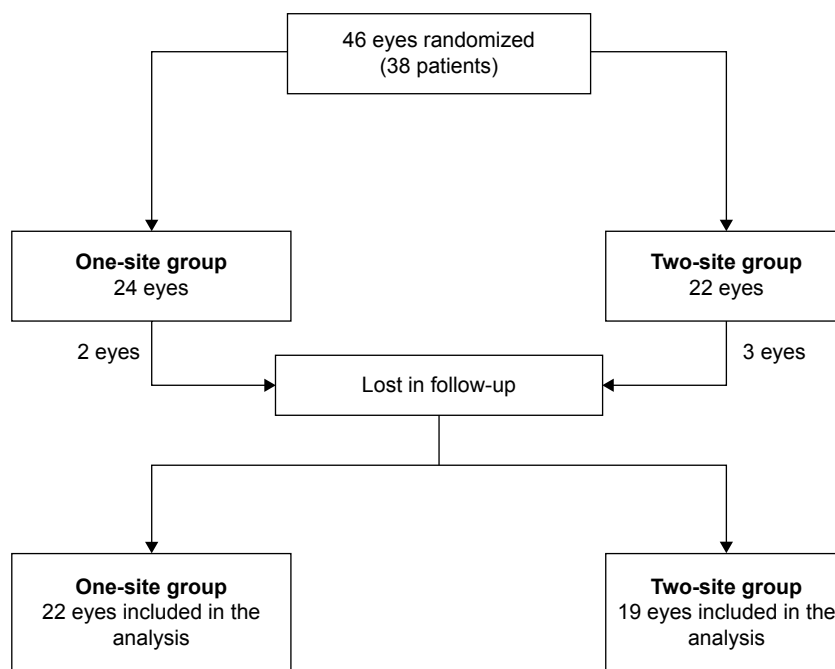 46 eyes randomized
(38 patients)
One-site group
24 eyes
Two-site group
22 eyes
2 eyes
3 eyes
Lost in follow-up
One-site group
22 eyes included in the
analysis
Two-site group
19 eyes included in the
analysis